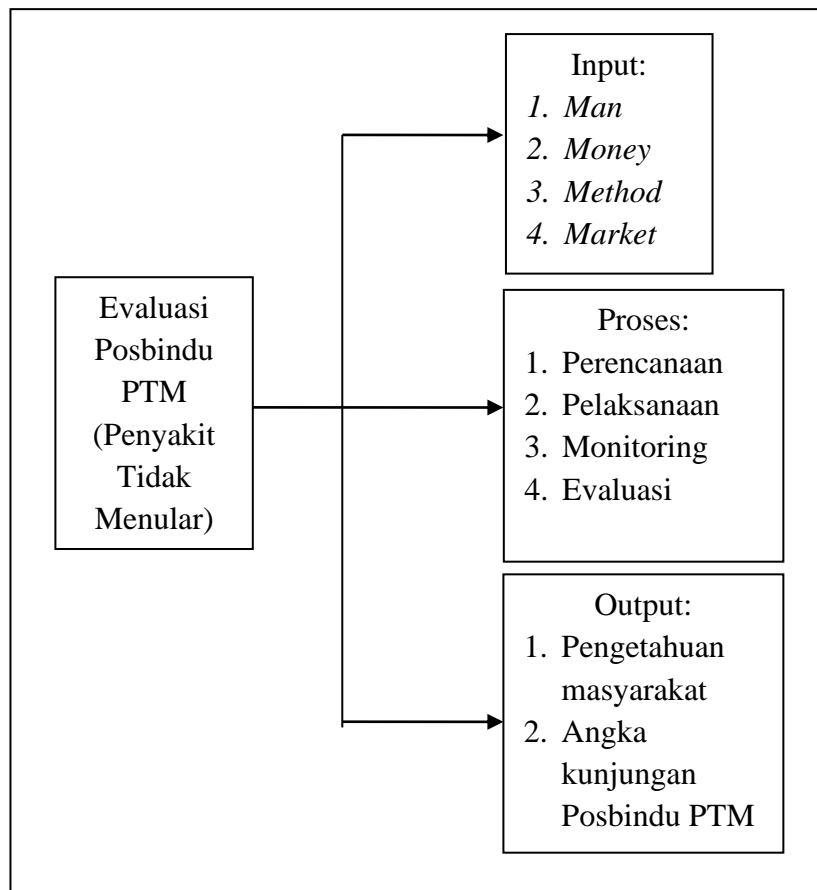 Evaluasi
Posbindu
PTM
(Penyakit
Tidak
Menular)
Input:
1. Man
2. Money
3. Method
4. Market
Proses:
1. Perencanaan
2. Pelaksanaan
3. Monitoring
4. Evaluasi
Output:
1. Pengetahuan
masyarakat
2. Angka
kunjungan
Posbindu PTM